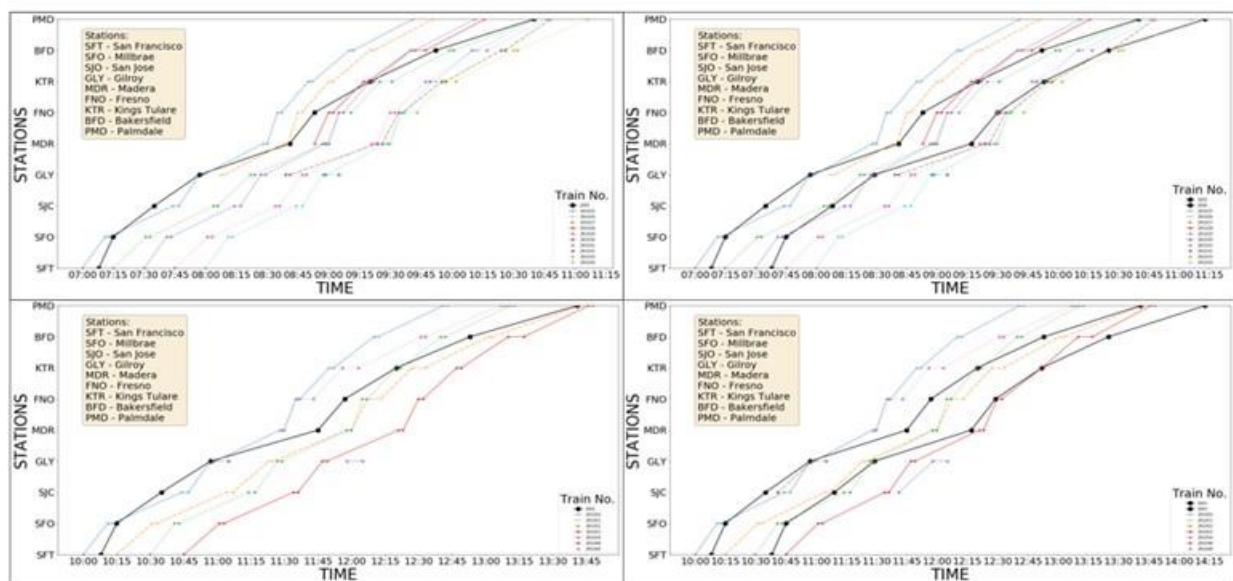 PMD
BFD
KTR
FNO
MDR
GLY
SJC
SFO
SFT
STATIONS
Stations:
SFT - San Francisco
SFO - Millbrae
SJO - San Jose
GLY - Gilroy
MDR - Madera
FNO - Fresno
KTR - Kings Tulare
BFD - Bakersfield
PMD - Palmdale
Train No.
07:00 07:15 07:30 07:45 08:00 08:15 08:30 08:45 09:00 09:15 09:30 09:45 10:00 10:15 10:30 10:45 11:00 11:15
TIME
PMD
BFD
KTR
FNO
MDR
GLY
SJC
SFO
SFT
STATIONS
Stations:
SFT - San Francisco
SFO - Millbrae
SJO - San Jose
GLY - Gilroy
MDR - Madera
FNO - Fresno
KTR - Kings Tulare
BFD - Bakersfield
PMD - Palmdale
Train No.
07:00 07:15 07:30 07:45 08:00 08:15 08:30 08:45 09:00 09:15 09:30 09:45 10:00 10:15 10:30 10:45 11:00 11:15
TIME
PMD
BFD
KTR
FNO
MDR
GLY
SJC
SFO
SFT
STATIONS
Stations:
SFT - San Francisco
SFO - Millbrae
SJO - San Jose
GLY - Gilroy
MDR - Madera
FNO - Fresno
KTR - Kings Tulare
BFD - Bakersfield
PMD - Palmdale
Train No.
10:00 10:15 10:30 10:45 11:00 11:15 11:30 11:45 12:00 12:15 12:30 12:45 13:00 13:15 13:30 13:45
TIME
PMD
BFD
KTR
FNO
MDR
GLY
SJC
SFO
SFT
STATIONS
Stations:
SFT - San Francisco
SFO - Millbrae
SJO - San Jose
GLY - Gilroy
MDR - Madera
FNO - Fresno
KTR - Kings Tulare
BFD - Bakersfield
PMD - Palmdale
Train No.
10:00 10:15 10:30 10:45 11:00 11:15 11:30 11:45 12:00 12:15 12:30 12:45 13:00 13:15 13:30 13:45 14:00 14:15
TIME